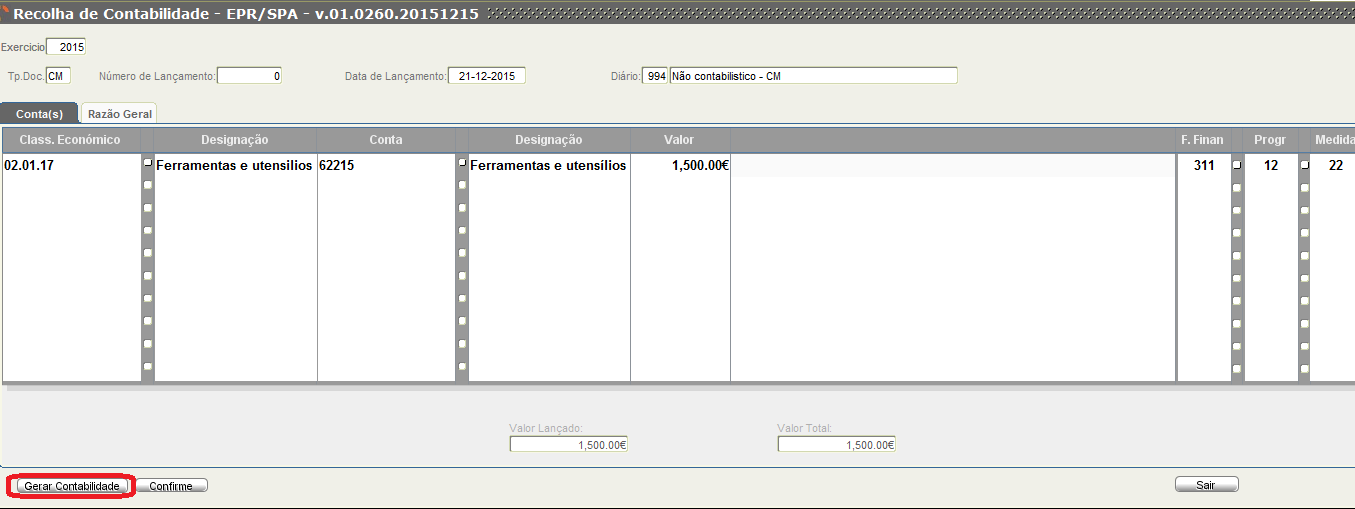 Recolha de Contabilidade - EPR/SPA - v.01.0260.20151215
Exercicio 2015
Tp.Doc. CM Número de Lançamento: 0 Data de Lançamento: 21-12-2015 Diário: 994 Não contabilistico - CM
Conta(s) Razão Geral
Class. Económico Designação Conta Designação Valor F. Finan Progr Medida
02.01.17 Ferramentas e utensilios 62215 Ferramentas e utensílios 1,500.00€ 311 12 22
Valor Lançado: Valor Total:
1,500.00€ 1,500.00€
Gerar Contabilidade Confirme Sair